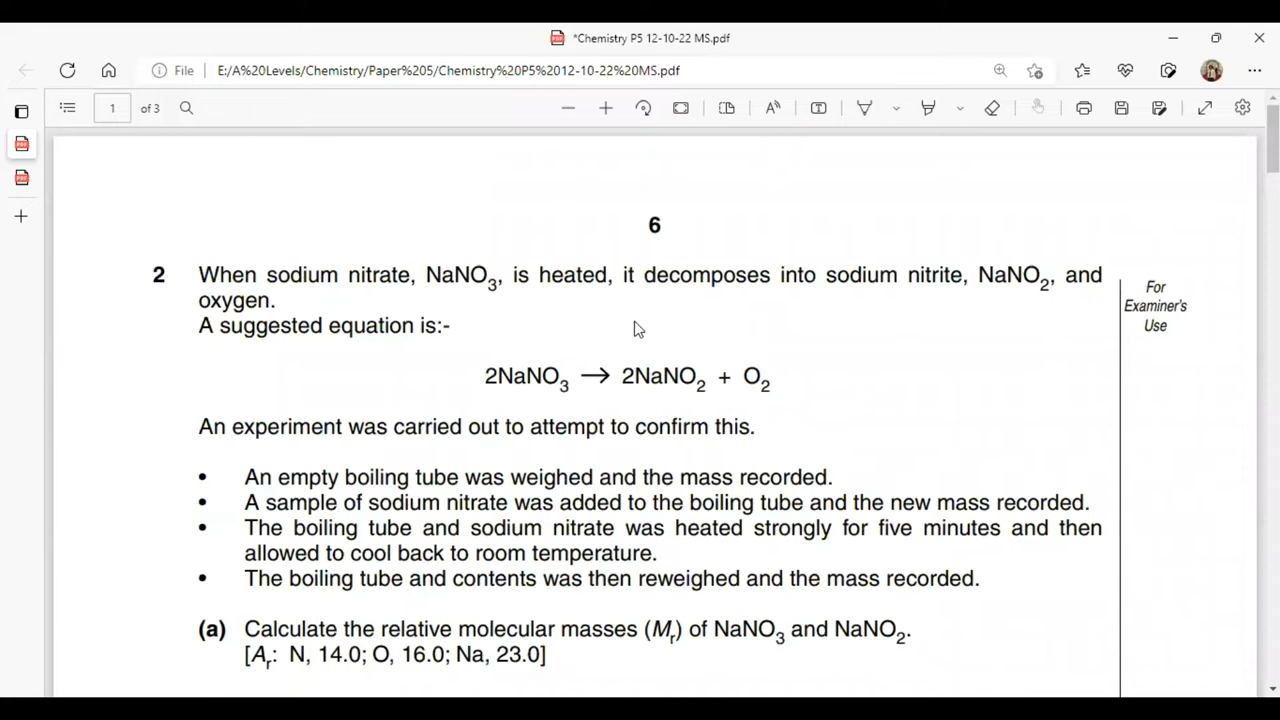 *Chemistry P5 12-10-22 MS.pdf
File E:/A%20Levels/Chemistry/Paper%205/Chemistry%20P5%2012-10-22%20MS.pdf
1 of 3
6
2 When sodium nitrate, NaNO₃, is heated, it decomposes into sodium nitrite, NaNO₂, and
oxygen.
A suggested equation is:-
For
Examiner's
Use
2NaNO₃ → 2NaNO₂ + O₂
An experiment was carried out to attempt to confirm this.
• An empty boiling tube was weighed and the mass recorded.
• A sample of sodium nitrate was added to the boiling tube and the new mass recorded.
• The boiling tube and sodium nitrate was heated strongly for five minutes and then
allowed to cool back to room temperature.
• The boiling tube and contents was then reweighed and the mass recorded.
(a) Calculate the relative molecular masses (Mᵣ) of NaNO₃ and NaNO₂.
[Aᵣ: N, 14.0; O, 16.0; Na, 23.0]